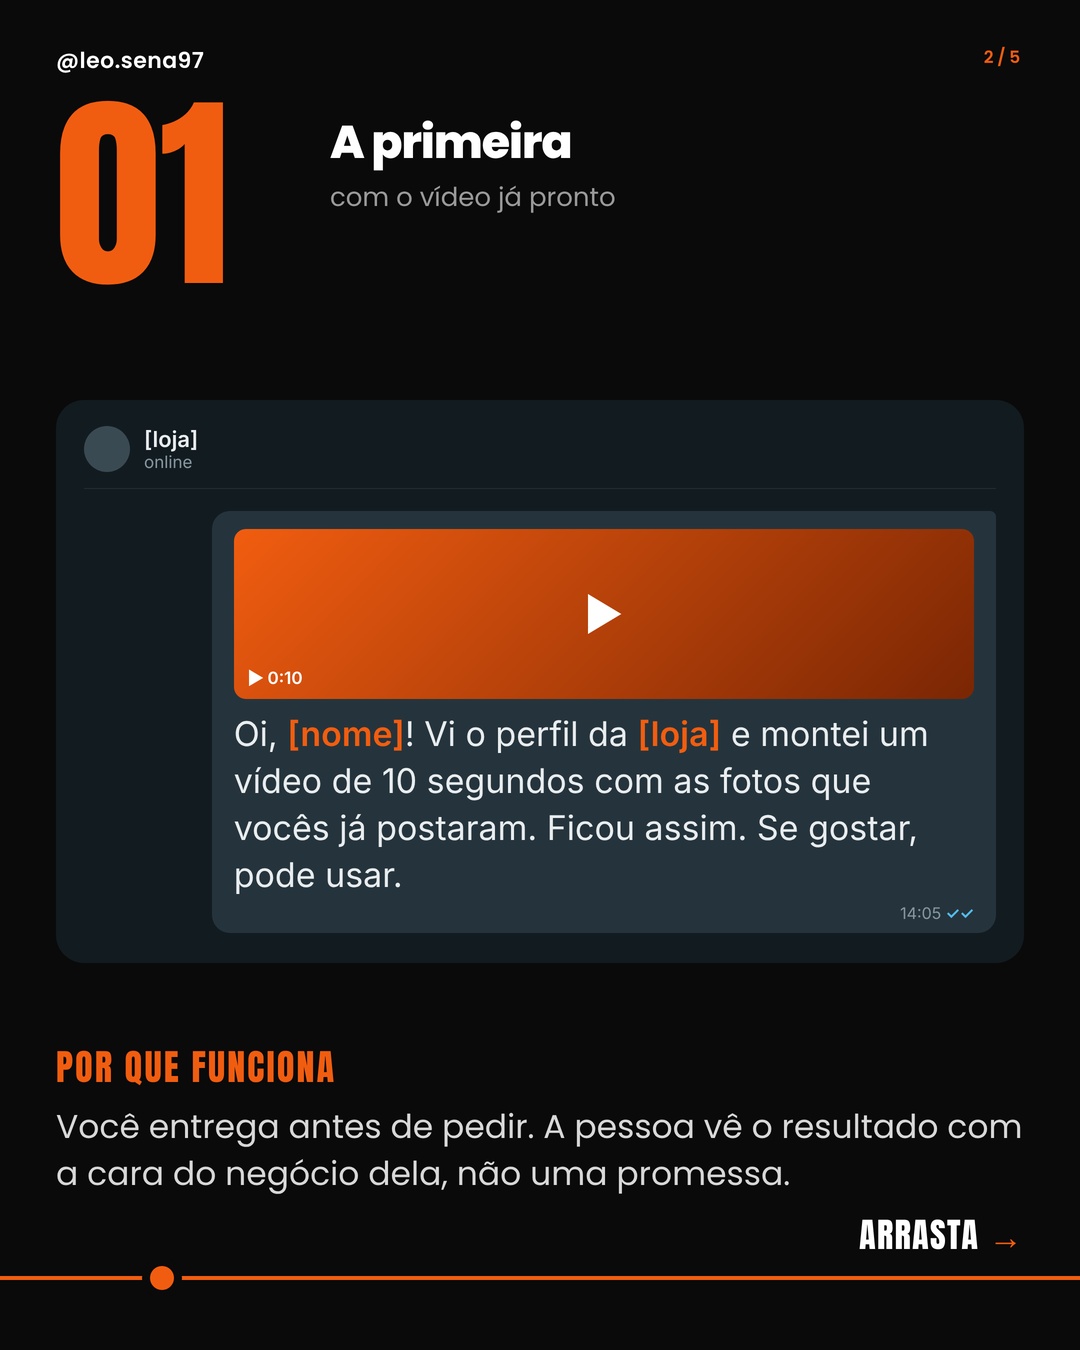 @leo.sena97
2 / 5
01
A primeira
com o vídeo já pronto
[loja]
online
0:10
Oi, [nome]! Vi o perfil da [loja] e montei um
vídeo de 10 segundos com as fotos que
vocês já postaram. Ficou assim. Se gostar,
pode usar.
14:05
POR QUE FUNCIONA
Você entrega antes de pedir. A pessoa vê o resultado com
a cara do negócio dela, não uma promessa.
ARRASTA →